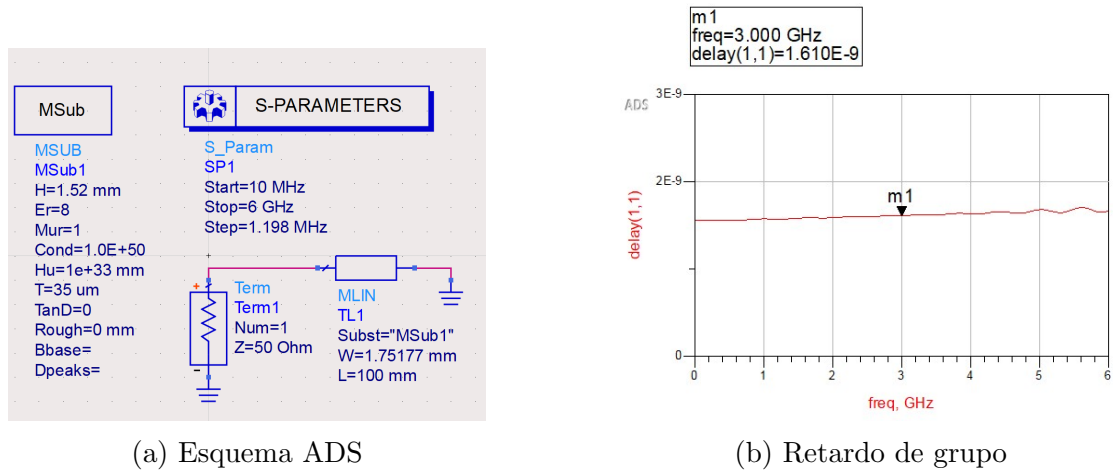 MSub
MSUB
MSub1
H=1.52 mm
Er=8
Mur=1
Cond=1.0E+50
Hu=1e+33 mm
T=35 um
TanD=0
Rough=0 mm
Bbase=
Dpeaks=
S-PARAMETERS
S_Param
SP1
Start=10 MHz
Stop=6 GHz
Step=1.198 MHz
+
-
Term
Term1
Num=1
Z=50 Ohm
MLIN
TL1
Subst="MSub1"
W=1.75177 mm
L=100 mm
(a) Esquema ADS
m1
freq=3.000 GHz
delay(1,1)=1.610E-9
ADS
3E-9
2E-9
0
delay(1,1)
m1
0 1 2 3 4 5 6
freq, GHz
(b) Retardo de grupo